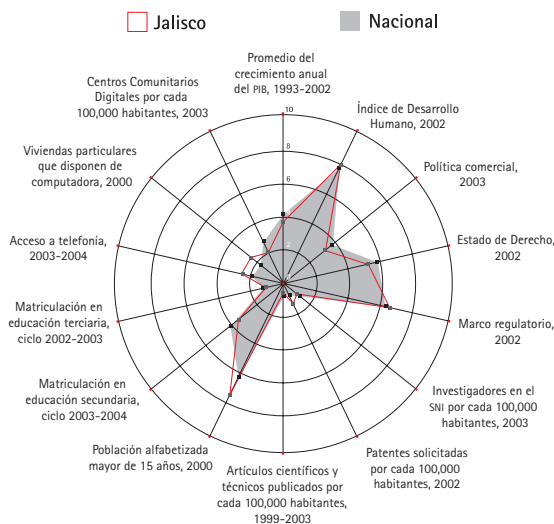 Jalisco
Nacional
Promedio del
crecimiento anual
del PIB, 1993-2002
Índice de Desarrollo
Humano, 2002
Política comercial,
2003
Estado de Derecho,
2002
Marco regulatorio,
2002
Investigadores en el
SNI por cada 100,000
habitantes, 2003
Patentes solicitadas
por cada 100,000
habitantes, 2002
Artículos científicos y
técnicos publicados por
cada 100,000 habitantes,
1999-2003
Población alfabetizada
mayor de 15 años, 2000
Matriculación en
educación secundaria,
ciclo 2003-2004
Matriculación en
educación terciaria,
ciclo 2002-2003
Acceso a telefonía,
2003-2004
Viviendas particulares
que disponen de
computadora, 2000
Centros Comunitarios
Digitales por cada
100,000 habitantes, 2003
10
8
6
2